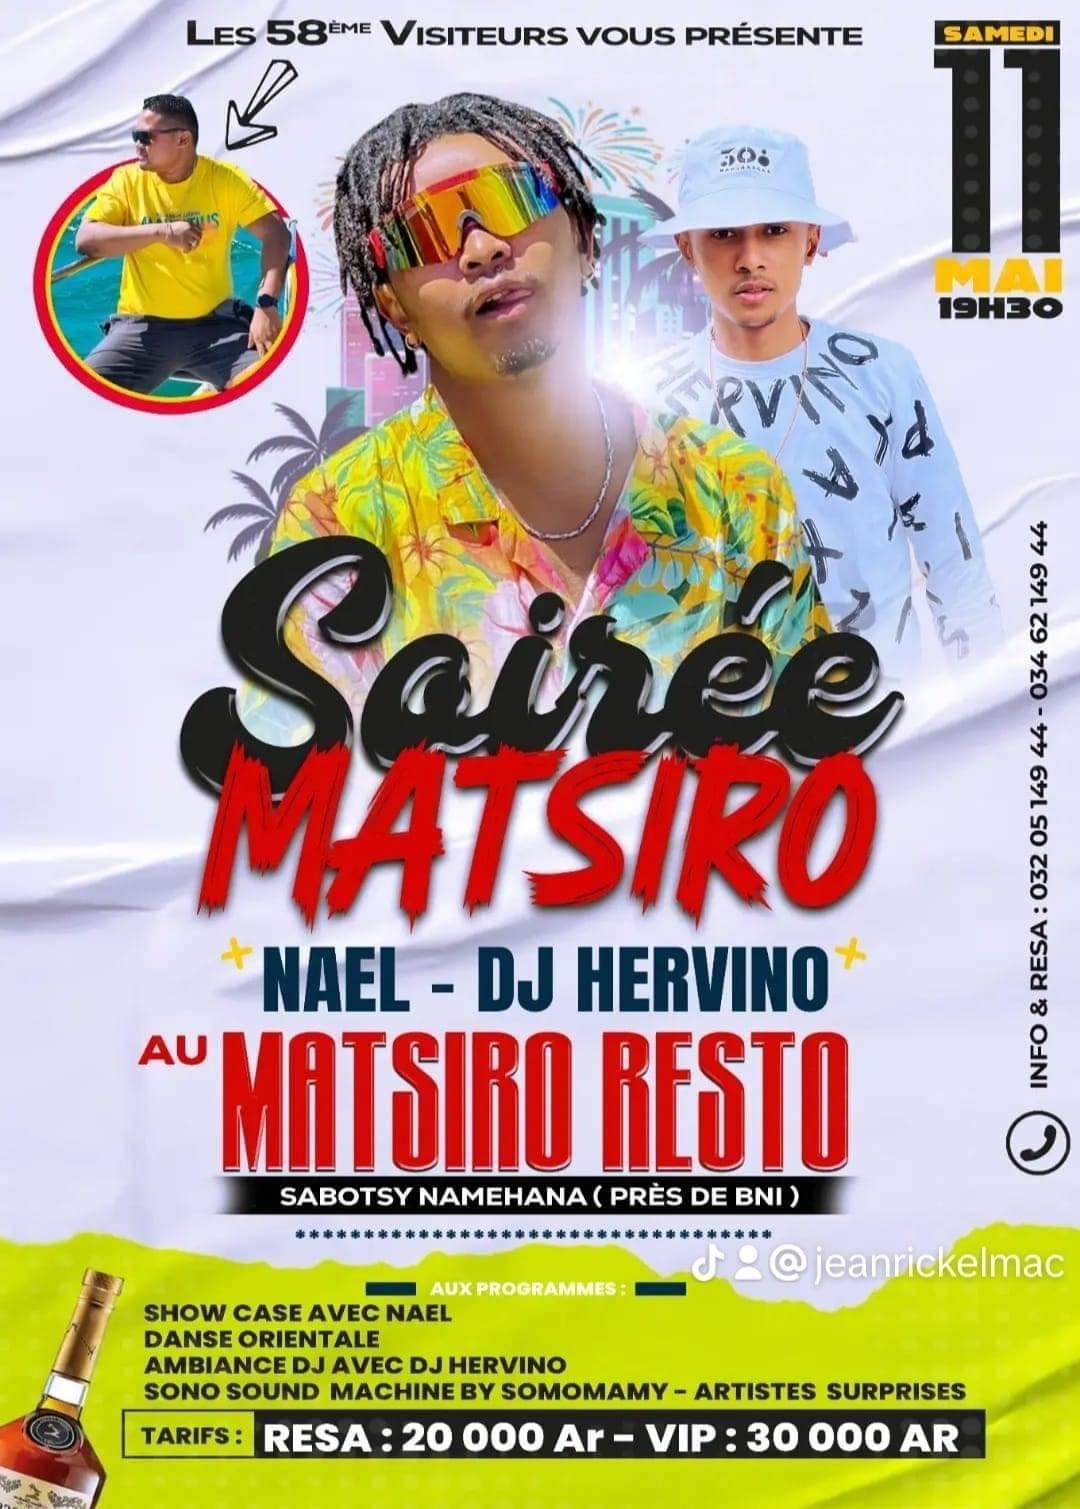 LES 58ÈME VISITEURS VOUS PRÉSENTE
SAMEDI
11
MAI
19H30
308
HERVINO
Soirée
MATSIRO
NAEL - DJ HERVINO
AU MATSIRO RESTO
SABOTSY NAMEHANA ( PRÈS DE BNI )
INFO & RESA : 032 05 149 44 - 034 62 149 44
@jeanrickelmac
AUX PROGRAMMES :
SHOW CASE AVEC NAEL
DANSE ORIENTALE
AMBIANCE DJ AVEC DJ HERVINO
SONO SOUND MACHINE BY SOMOMAMY - ARTISTES SURPRISES
TARIFS : RESA : 20 000 Ar - VIP : 30 000 AR